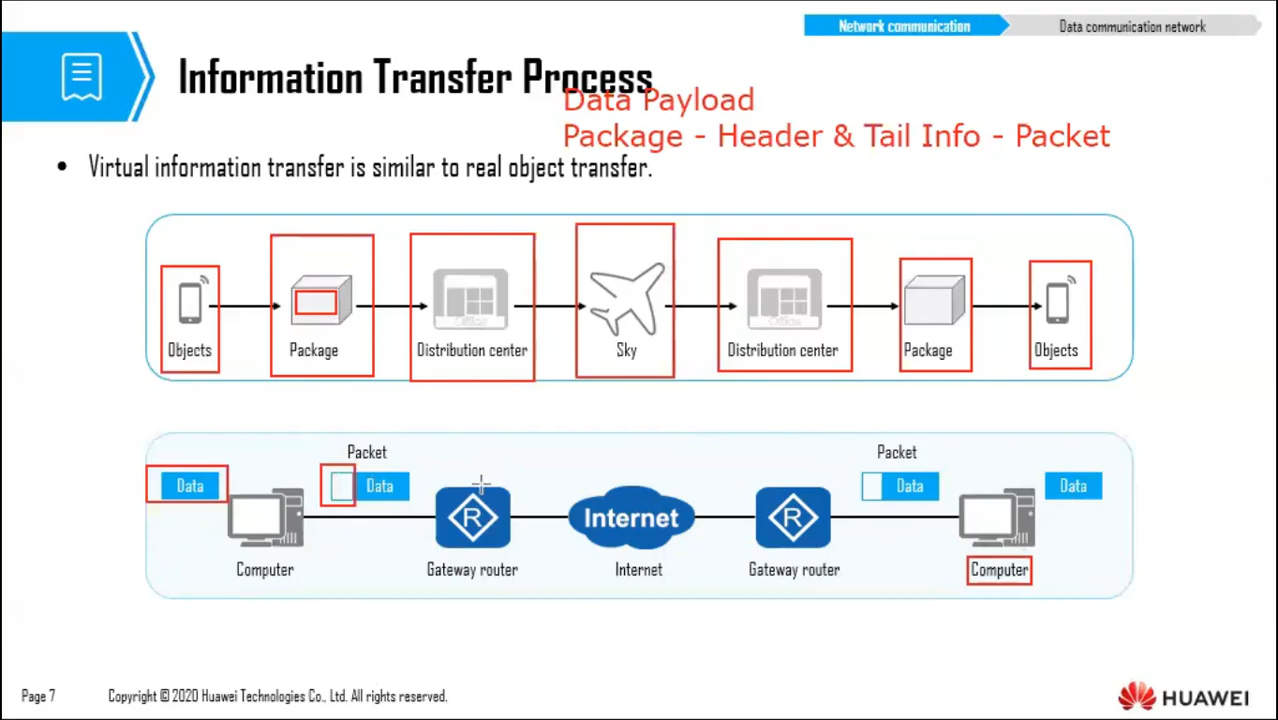 Network communication
Data communication network
Information Transfer Process
Data Payload
Package - Header & Tail Info - Packet
• Virtual information transfer is similar to real object transfer.
Objects
Package
Office
Distribution center
Sky
Office
Distribution center
Package
Objects
Packet
Packet
Data
Data
Data
Data
R
Internet
R
Computer
Gateway router
Internet
Gateway router
Computer
Page 7
Copyright © 2020 Huawei Technologies Co., Ltd. All rights reserved.
HUAWEI